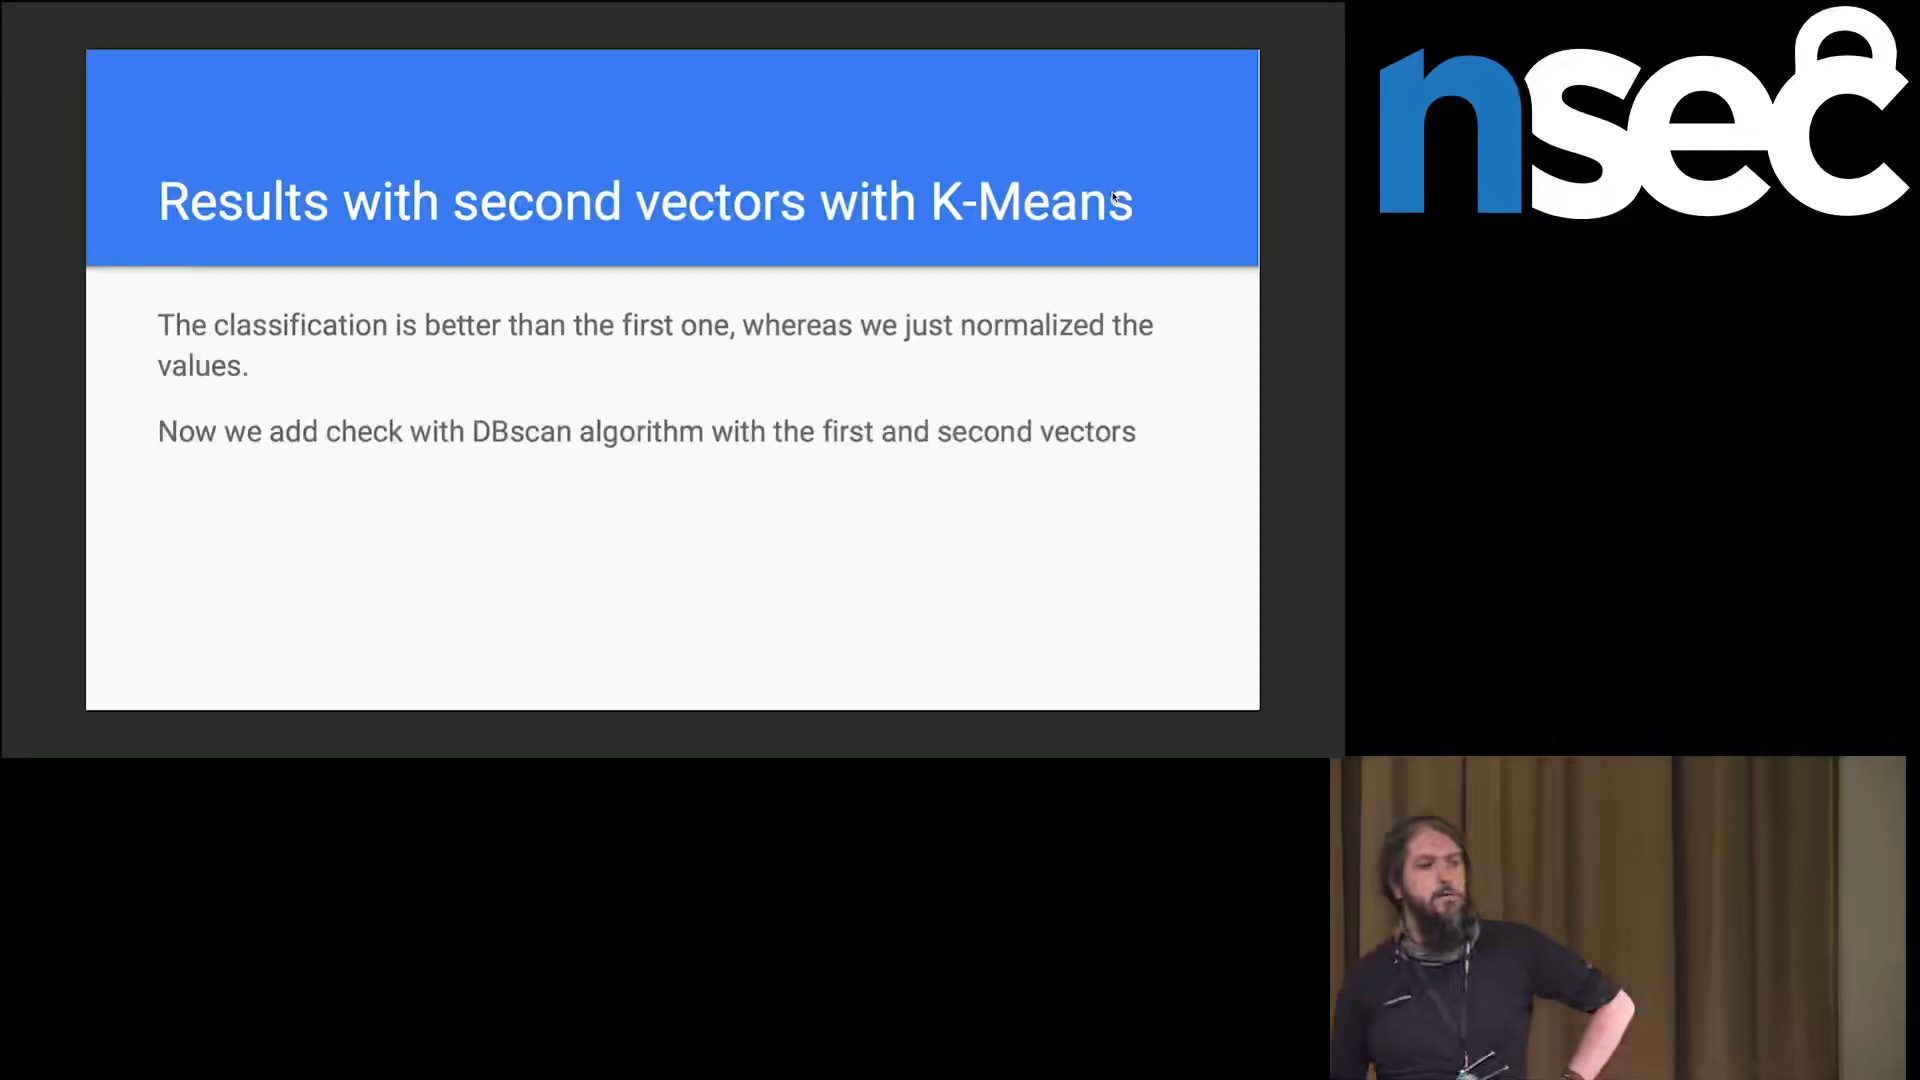 Results with second vectors with K-Means
The classification is better than the first one, whereas we just normalized the
values.
Now we add check with DBscan algorithm with the first and second vectors
nsec